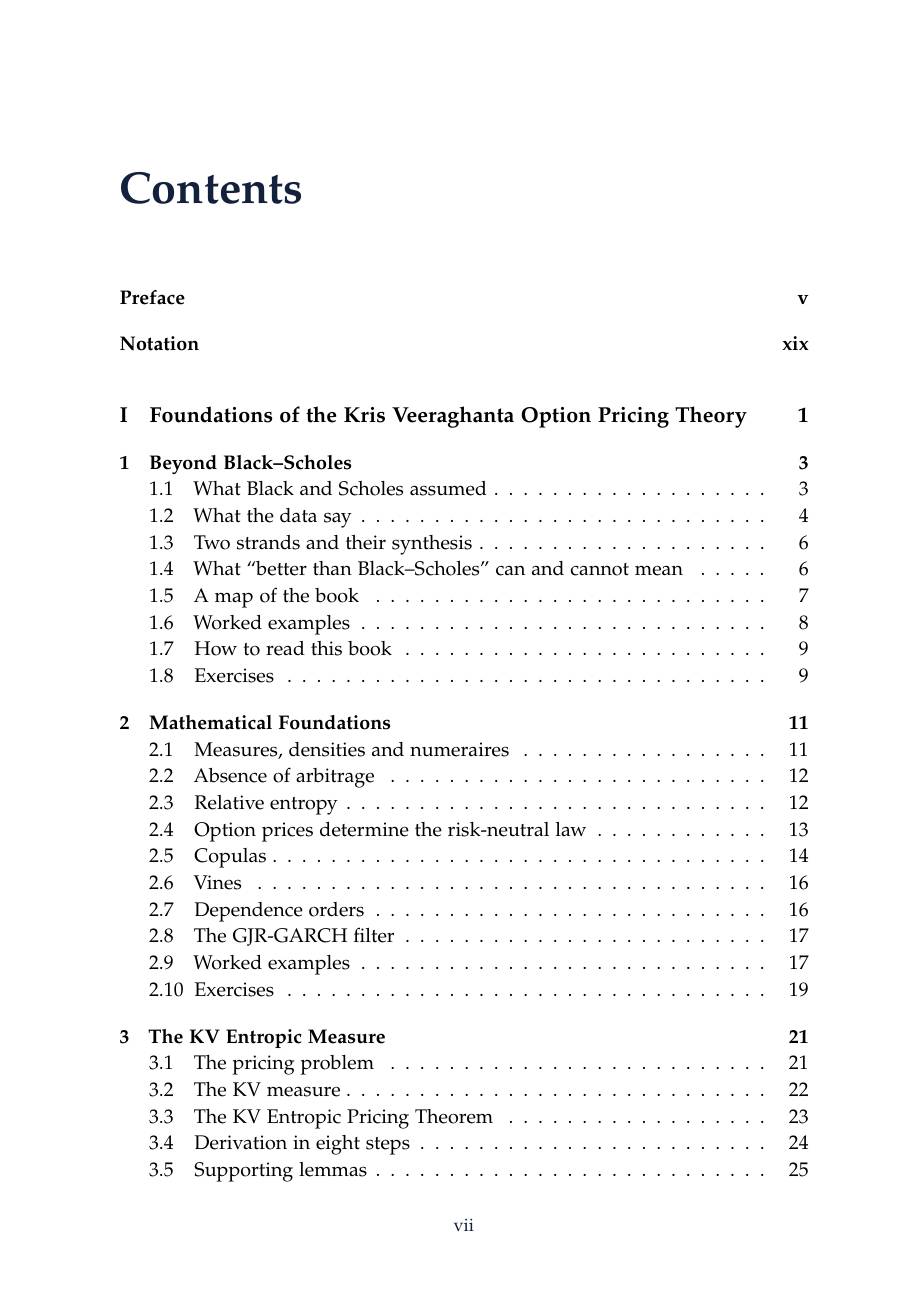 Contents
Preface v
Notation xix
I Foundations of the Kris Veeraghanta Option Pricing Theory 1
1 Beyond Black–Scholes 3
1.1 What Black and Scholes assumed . . . . . . . . . . . . . . . . . . . 3
1.2 What the data say . . . . . . . . . . . . . . . . . . . . . . . . . . . . 4
1.3 Two strands and their synthesis . . . . . . . . . . . . . . . . . . . . 6
1.4 What “better than Black–Scholes” can and cannot mean . . . . . 6
1.5 A map of the book . . . . . . . . . . . . . . . . . . . . . . . . . . . 7
1.6 Worked examples . . . . . . . . . . . . . . . . . . . . . . . . . . . . 8
1.7 How to read this book . . . . . . . . . . . . . . . . . . . . . . . . . 9
1.8 Exercises . . . . . . . . . . . . . . . . . . . . . . . . . . . . . . . . . 9
2 Mathematical Foundations 11
2.1 Measures, densities and numeraires . . . . . . . . . . . . . . . . . 11
2.2 Absence of arbitrage . . . . . . . . . . . . . . . . . . . . . . . . . . 12
2.3 Relative entropy . . . . . . . . . . . . . . . . . . . . . . . . . . . . . 12
2.4 Option prices determine the risk-neutral law . . . . . . . . . . . . 13
2.5 Copulas . . . . . . . . . . . . . . . . . . . . . . . . . . . . . . . . . . 14
2.6 Vines . . . . . . . . . . . . . . . . . . . . . . . . . . . . . . . . . . . 16
2.7 Dependence orders . . . . . . . . . . . . . . . . . . . . . . . . . . . 16
2.8 The GJR-GARCH filter . . . . . . . . . . . . . . . . . . . . . . . . . 17
2.9 Worked examples . . . . . . . . . . . . . . . . . . . . . . . . . . . . 17
2.10 Exercises . . . . . . . . . . . . . . . . . . . . . . . . . . . . . . . . . 19
3 The KV Entropic Measure 21
3.1 The pricing problem . . . . . . . . . . . . . . . . . . . . . . . . . . 21
3.2 The KV measure . . . . . . . . . . . . . . . . . . . . . . . . . . . . . 22
3.3 The KV Entropic Pricing Theorem . . . . . . . . . . . . . . . . . . 23
3.4 Derivation in eight steps . . . . . . . . . . . . . . . . . . . . . . . . 24
3.5 Supporting lemmas . . . . . . . . . . . . . . . . . . . . . . . . . . . 25
vii